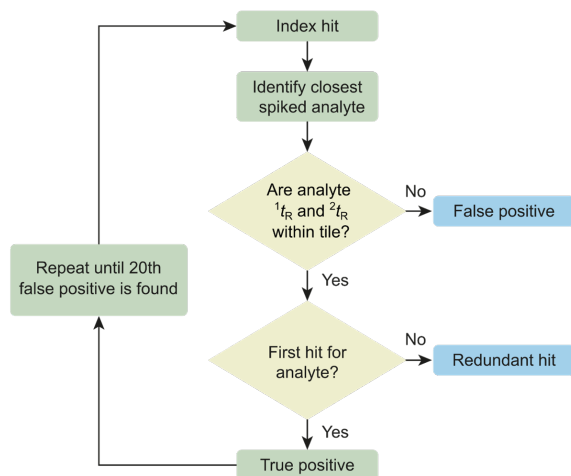 Index hit
Identify closest
spiked analyte
Are analyte
¹tR and ²tR
within tile?
No
False positive
Yes
Repeat until 20th
false positive is found
First hit for
analyte?
No
Redundant hit
Yes
True positive